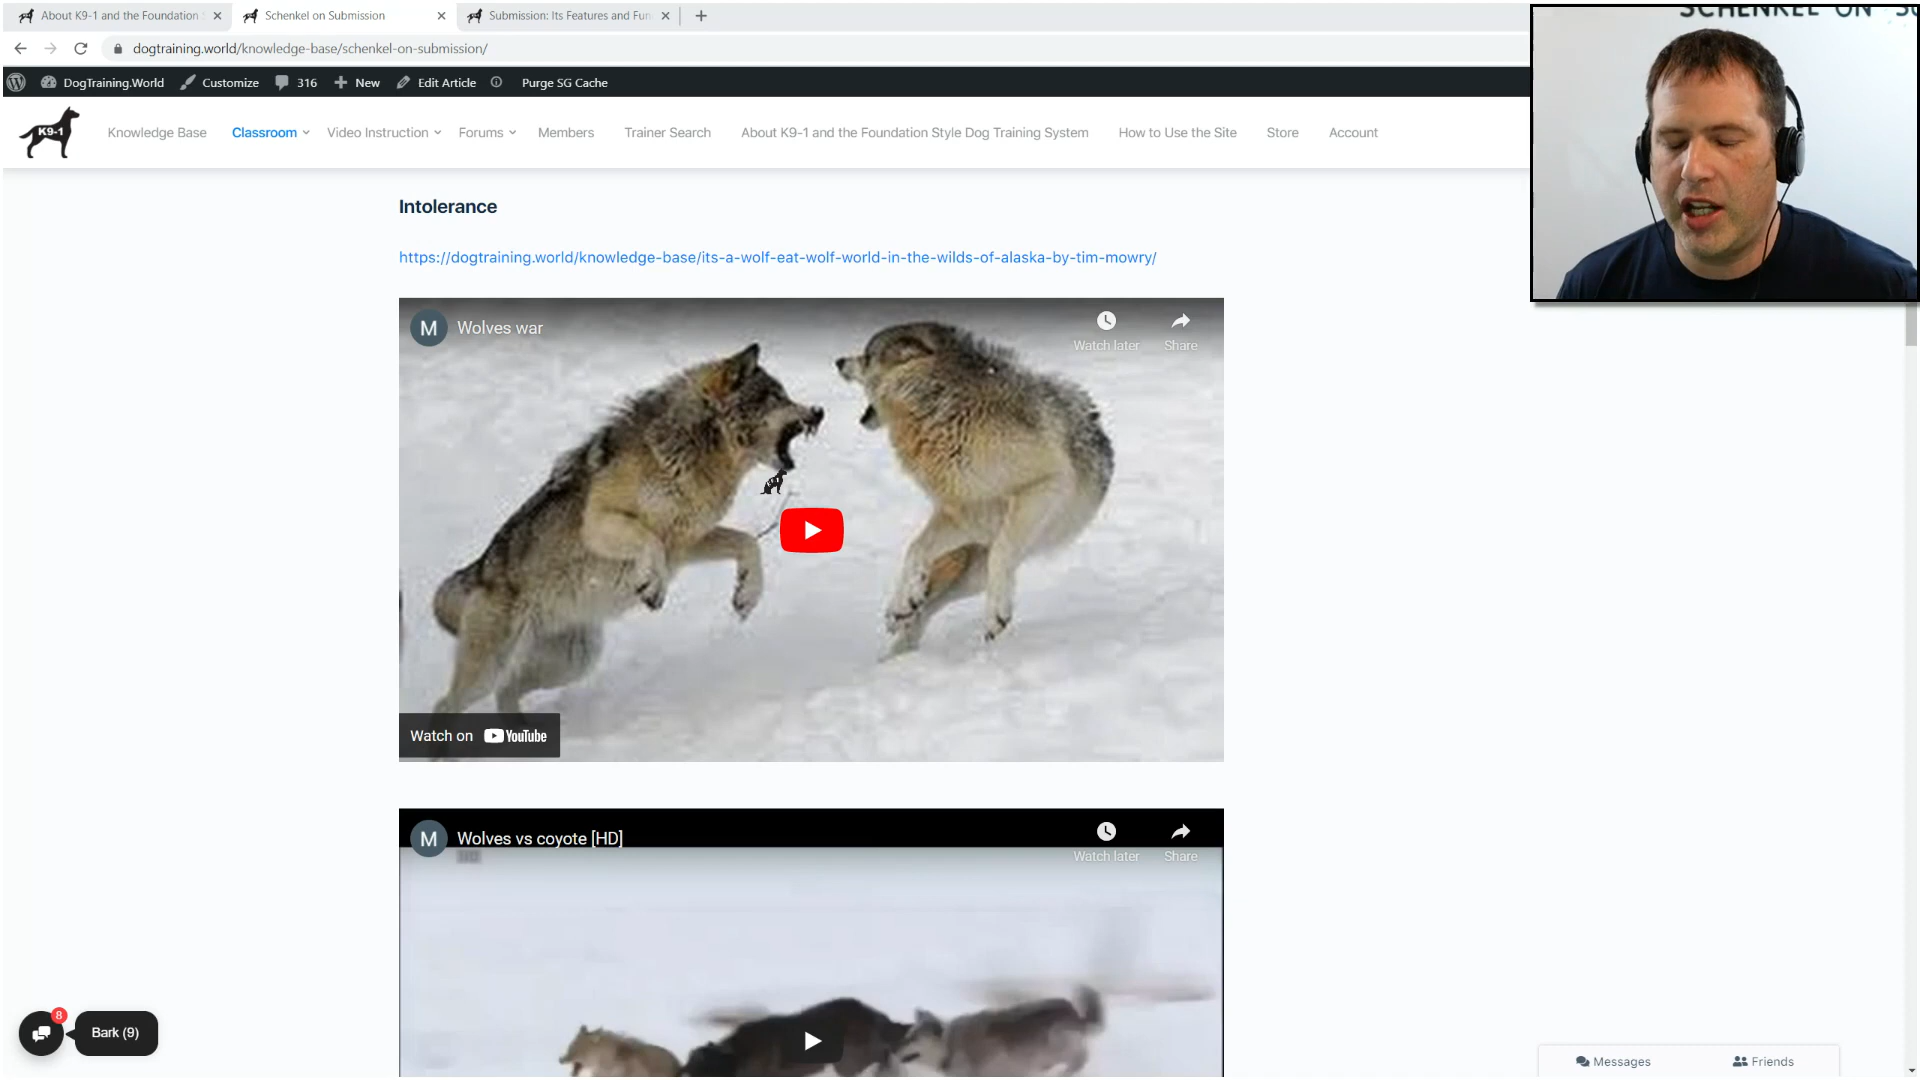 About K9-1 and the Foundation
Schenkel on Submission
Submission: Its Features and Fun
dogtraining.world/knowledge-base/schenkel-on-submission/
DogTraining.World Customize 316 New Edit Article Purge SG Cache
SCHENKEL ON
K9-1
Knowledge Base Classroom Video Instruction Forums Members Trainer Search About K9-1 and the Foundation Style Dog Training System How to Use the Site Store Account
Intolerance
https://dogtraining.world/knowledge-base/its-a-wolf-eat-wolf-world-in-the-wilds-of-alaska-by-tim-mowry/
M Wolves war
Watch later Share
Watch on YouTube
M Wolves vs coyote [HD]
Watch later Share
8
Bark (9)
Messages Friends